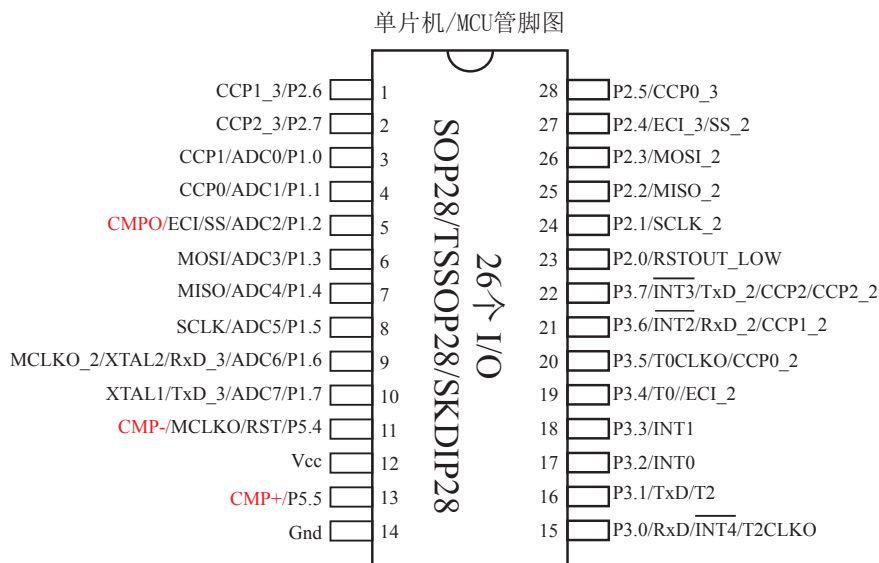 单片机/MCU管脚图
CCP1_3/P2.6 1 28 P2.5/CCP0_3
CCP2_3/P2.7 2 27 P2.4/ECI_3/SS_2
CCP1/ADC0/P1.0 3 26 P2.3/MOSI_2
CCP0/ADC1/P1.1 4 25 P2.2/MISO_2
CMPO/ECI/SS/ADC2/P1.2 5 24 P2.1/SCLK_2
MOSI/ADC3/P1.3 6 23 P2.0/RSTOUT_LOW
MISO/ADC4/P1.4 7 22 P3.7/INT3/TxD_2/CCP2/CCP2_2
SCLK/ADC5/P1.5 8 21 P3.6/INT2/RxD_2/CCP1_2
MCLKO_2/XTAL2/RxD_3/ADC6/P1.6 9 20 P3.5/T0CLKO/CCP0_2
XTAL1/TxD_3/ADC7/P1.7 10 19 P3.4/T0//ECI_2
CMP-/MCLKO/RST/P5.4 11 18 P3.3/INT1
Vcc 12 17 P3.2/INT0
CMP+/P5.5 13 16 P3.1/TxD/T2
Gnd 14 15 P3.0/RxD/INT4/T2CLKO
SOP28/TSSOP28/SKDIP28
26个 I/O